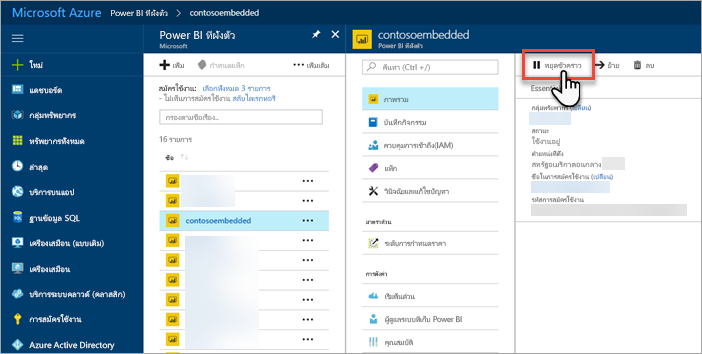 Microsoft Azure Power BI ที่ฝังตัว > contosoembedded
ใหม่
แดชบอร์ด
กลุ่มทรัพยากร
ทรัพยากรทั้งหมด
ล่าสุด
บริการบนแอป
ฐานข้อมูล SQL
เครื่องเสมือน (แบบเดิม)
เครื่องเสมือน
บริการระบบคลาวด์ (คลาสสิก)
การสมัครใช้งาน
Azure Active Directory
Power BI ที่ฝังตัว
Microsoft
เพิ่ม
กำหนดแท็ก
เพิ่มเติม
สมัครใช้งาน: เลือกทั้งหมด 3 รายการ
- ไม่เห็นการสมัครใช้งาน สลับไดเรกทอรี
กรองตามชื่อเรื่อง...
16 รายการ
ชื่อ
contosoembedded
contosoembedded
Power BI ที่ฝังตัว
ค้นหา (Ctrl +/)
ภาพรวม
บันทึกกิจกรรม
ควบคุมการเข้าถึง(IAM)
แท็ก
วินิจฉัยและแก้ไขปัญหา
มาตราส่วน
ระดับการกำหนดราคา
การตั้งค่า
เริ่มต้นด่วน
ผู้ดูแลระบบที่เก็บ Power BI
คุณสมบัติ
หยุดชั่วคราว
ย้าย
ลบ
Essenti
กลุ่มทรัพยากร (เปลี่ยน)
สถานะ
ใช้งานอยู่
ตำแหน่งที่ตั้ง
สหรัฐอเมริกาตอนกลาง
ชื่อในการสมัครใช้งาน (เปลี่ยน)
รหัสการสมัครใช้งาน